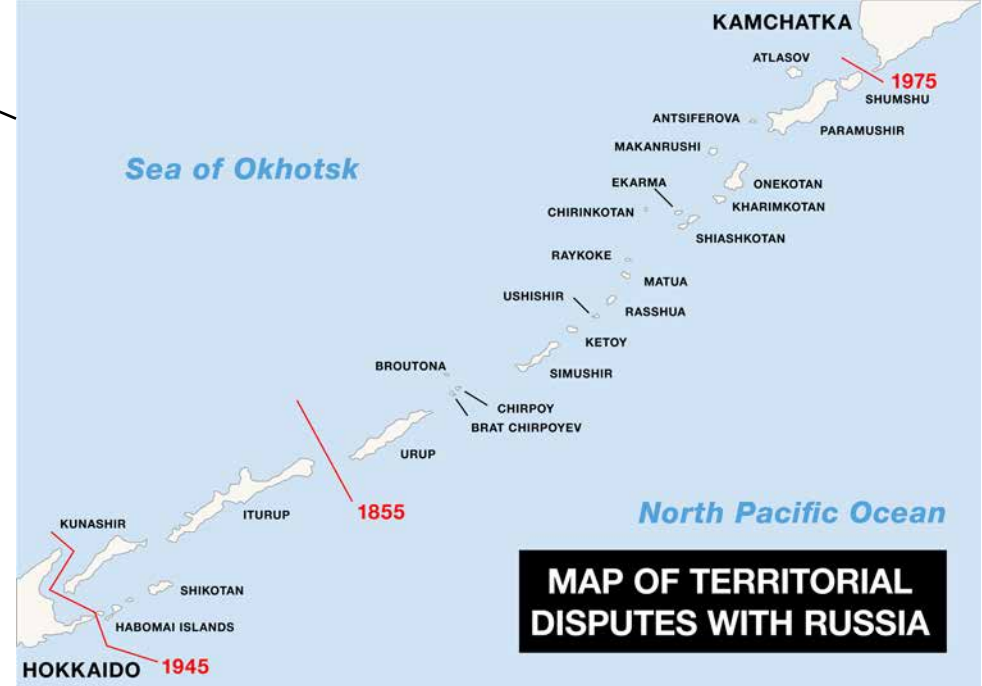 KAMCHATKA
ATLASOV
1975
SHUMSHU
ANTSIFEROVA
PARAMUSHIR
MAKANRUSHI
Sea of Okhotsk
EKARMA
ONEKOTAN
KHARIMKOTAN
CHIRINKOTAN
SHIASHKOTAN
RAYKOKE
MATUA
USHISHIR
RASSHUA
KETOY
BROUTONA
SIMUSHIR
CHIRPOY
BRAT CHIRPOYEV
URUP
1855
ITURUP
North Pacific Ocean
KUNASHIR
SHIKOTAN
HABOMAI ISLANDS
HOKKAIDO
1945
MAP OF TERRITORIAL
DISPUTES WITH RUSSIA